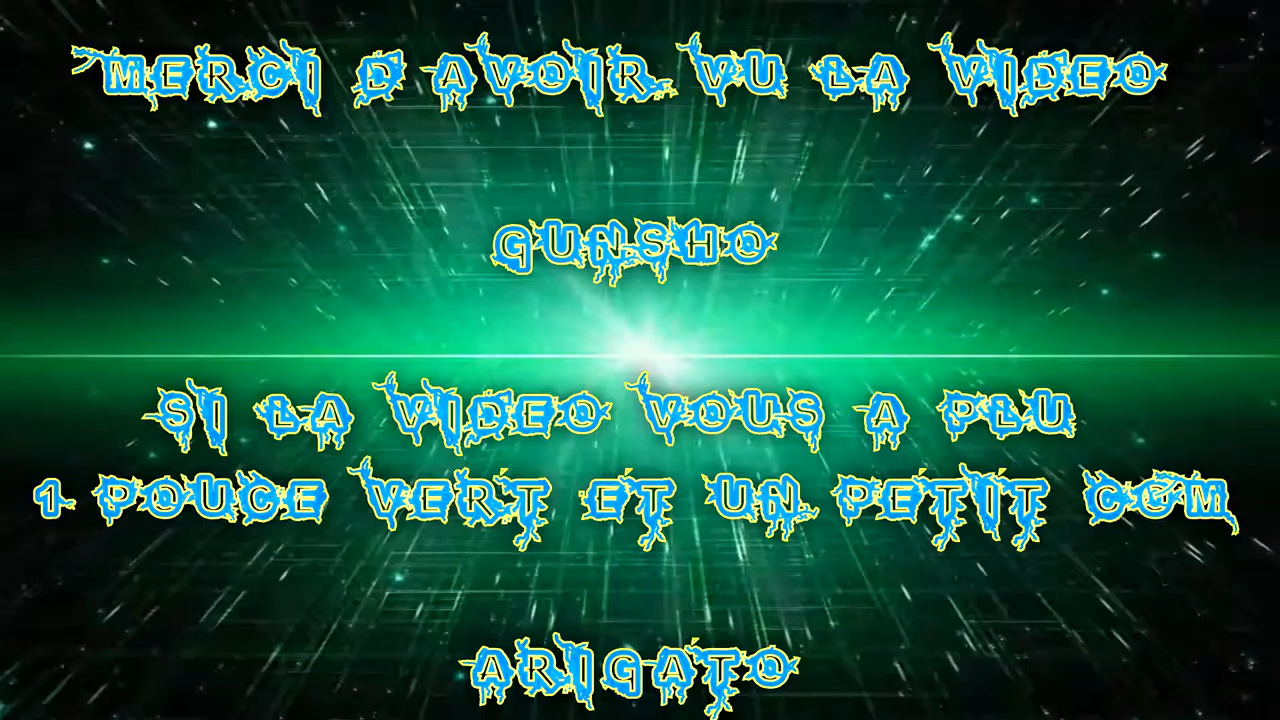 MERCI D AVOIR VU LA VIDEO
GUNSHO
SI LA VIDEO VOUS A PLU
1 POUCE VERT ET UN PETIT COM
ARIGATO